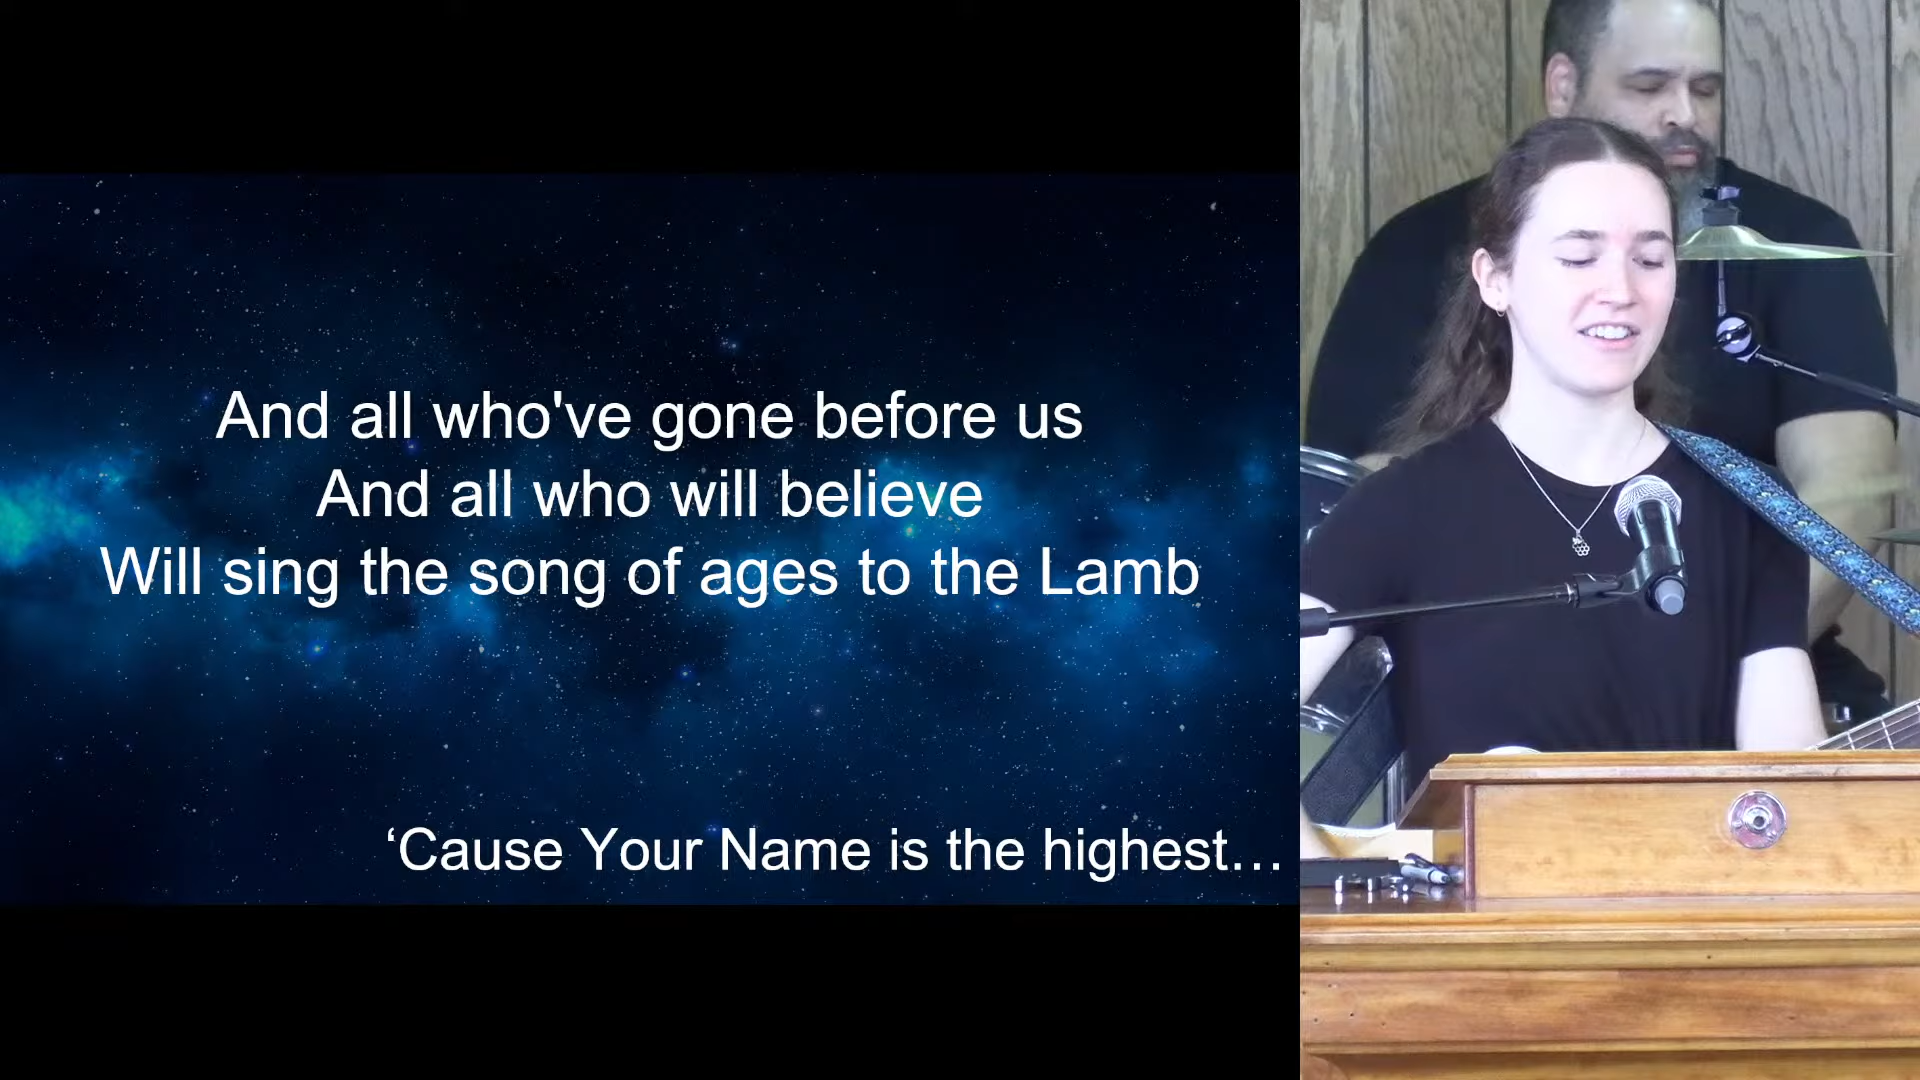 And all who've gone before us
And all who will believe
Will sing the song of ages to the Lamb
‘Cause Your Name is the highest…